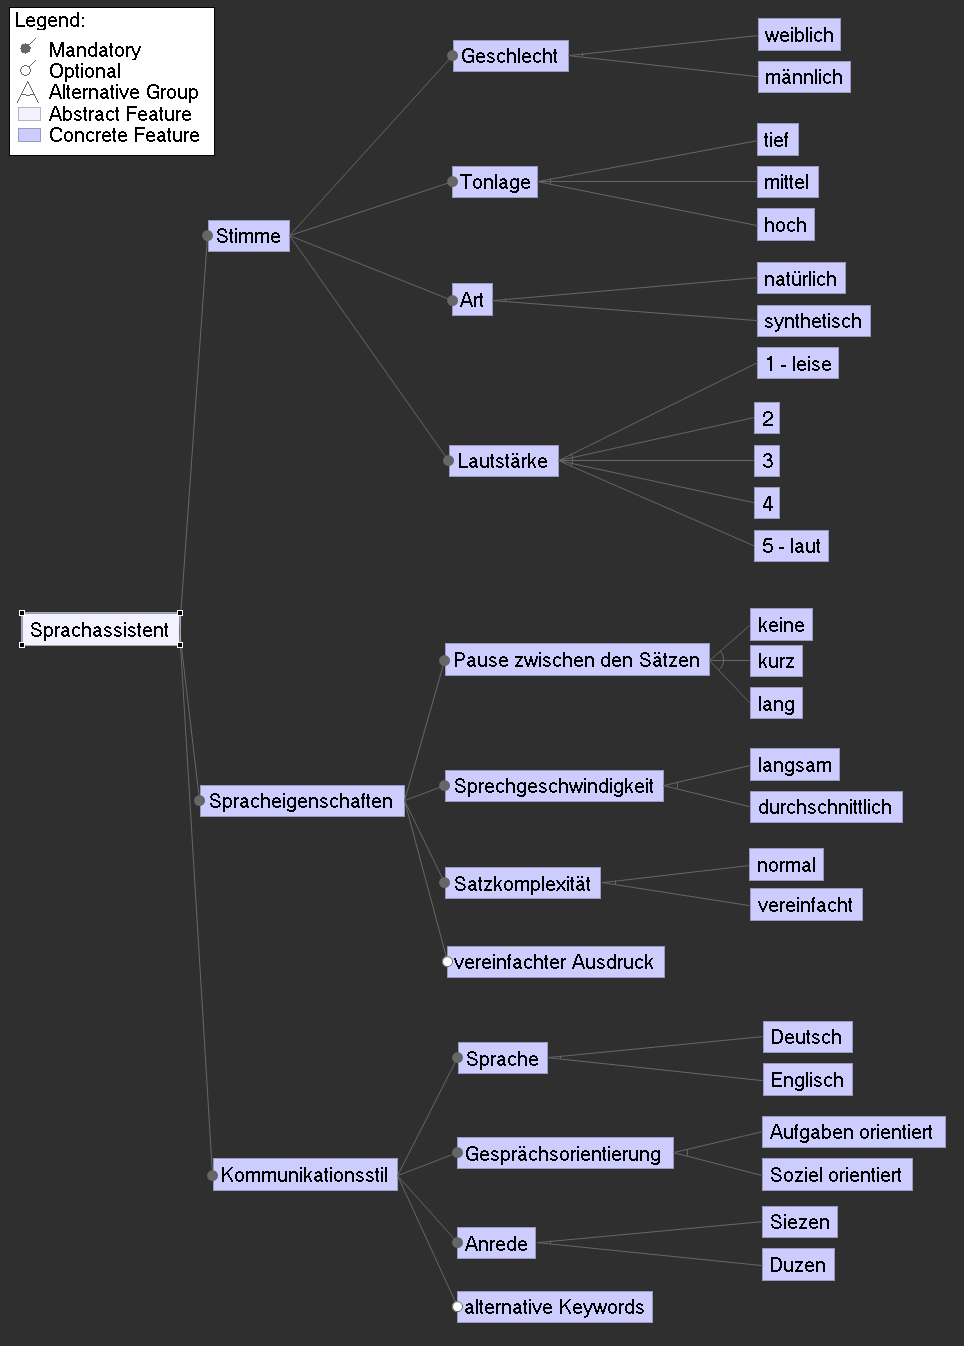 Legend:
Mandatory
Optional
Alternative Group
Abstract Feature
Concrete Feature
Sprachassistent
Stimme
Geschlecht
weiblich
männlich
Tonlage
tief
mittel
hoch
Art
natürlich
synthetisch
Lautstärke
1 - leise
2
3
4
5 - laut
Spracheigenschaften
Pause zwischen den Sätzen
keine
kurz
lang
Sprechgeschwindigkeit
langsam
durchschnittlich
Satzkomplexität
normal
vereinfacht
vereinfachter Ausdruck
Kommunikationsstil
Sprache
Deutsch
Englisch
Gesprächsorientierung
Aufgaben orientiert
Soziel orientiert
Anrede
Siezen
Duzen
alternative Keywords